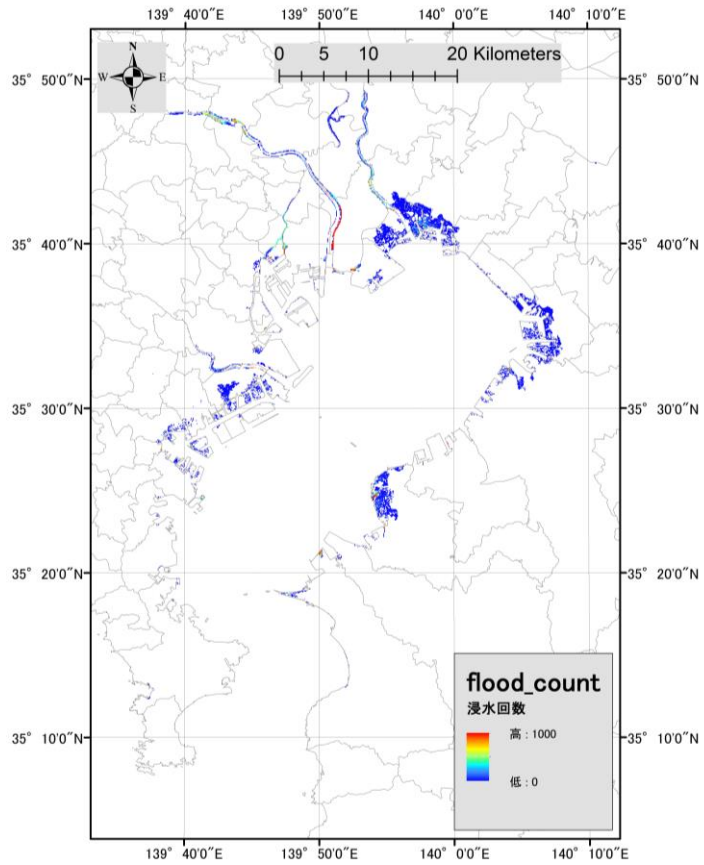 139° 40'0"E 139° 50'0"E 140° 0'0"E 140° 10'0"E
N
W E
S
0 5 10 20 Kilometers
35° 50'0"N 35° 50'0"N
35° 40'0"N 35° 40'0"N
35° 30'0"N 35° 30'0"N
35° 20'0"N 35° 20'0"N
35° 10'0"N 35° 10'0"N
flood_count
浸水回数
高 : 1000
低 : 0
139° 40'0"E 139° 50'0"E 140° 0'0"E 140° 10'0"E